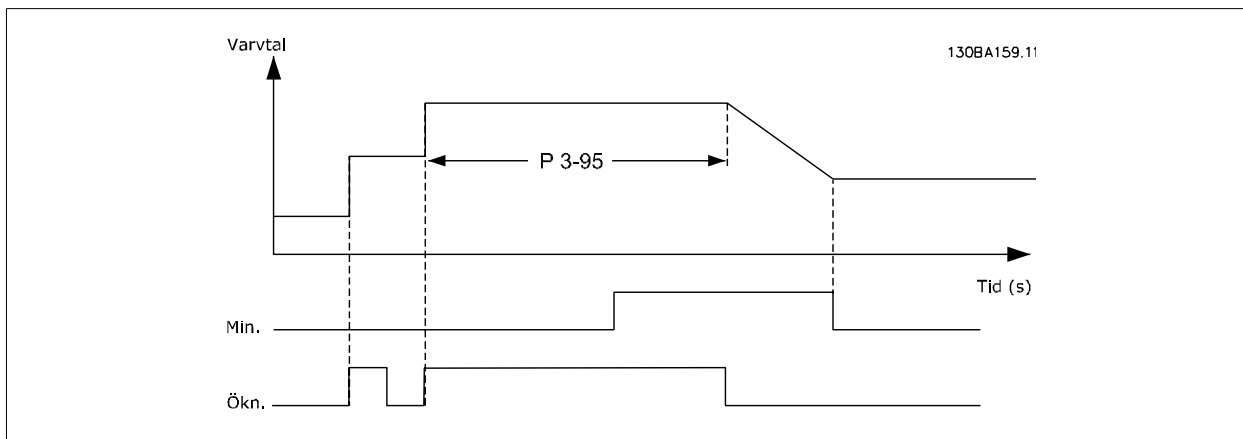 Varvtal
130BA159.11
P 3-95
Tid (s)
Min.
Ökn.